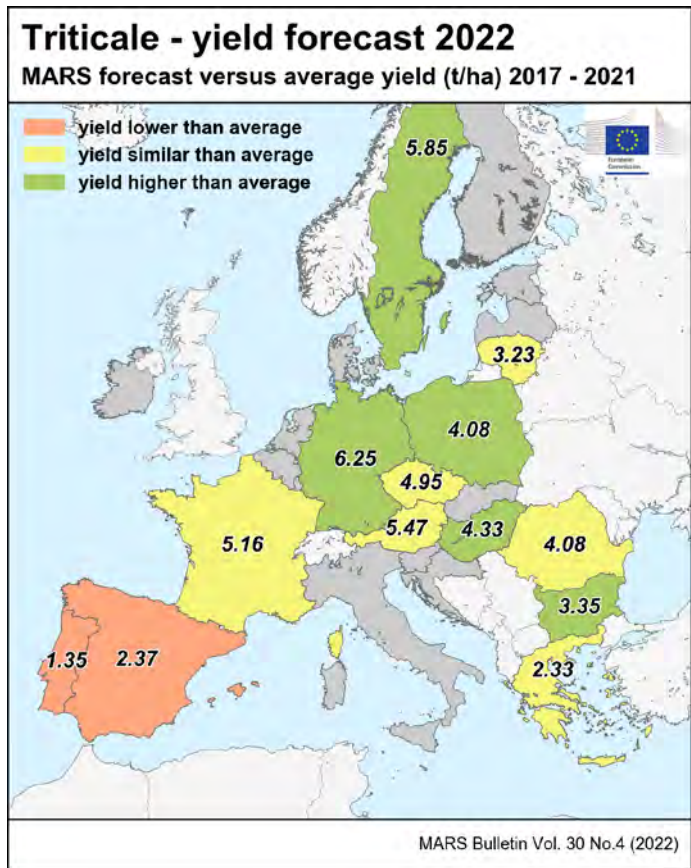 Triticale - yield forecast 2022
MARS forecast versus average yield (t/ha) 2017 - 2021
yield lower than average
yield similar than average
yield higher than average
European
Commission
5.85
3.23
4.08
6.25
4.95
5.16
5.47
4.33
4.08
3.35
1.35
2.37
2.33
MARS Bulletin Vol. 30 No.4 (2022)